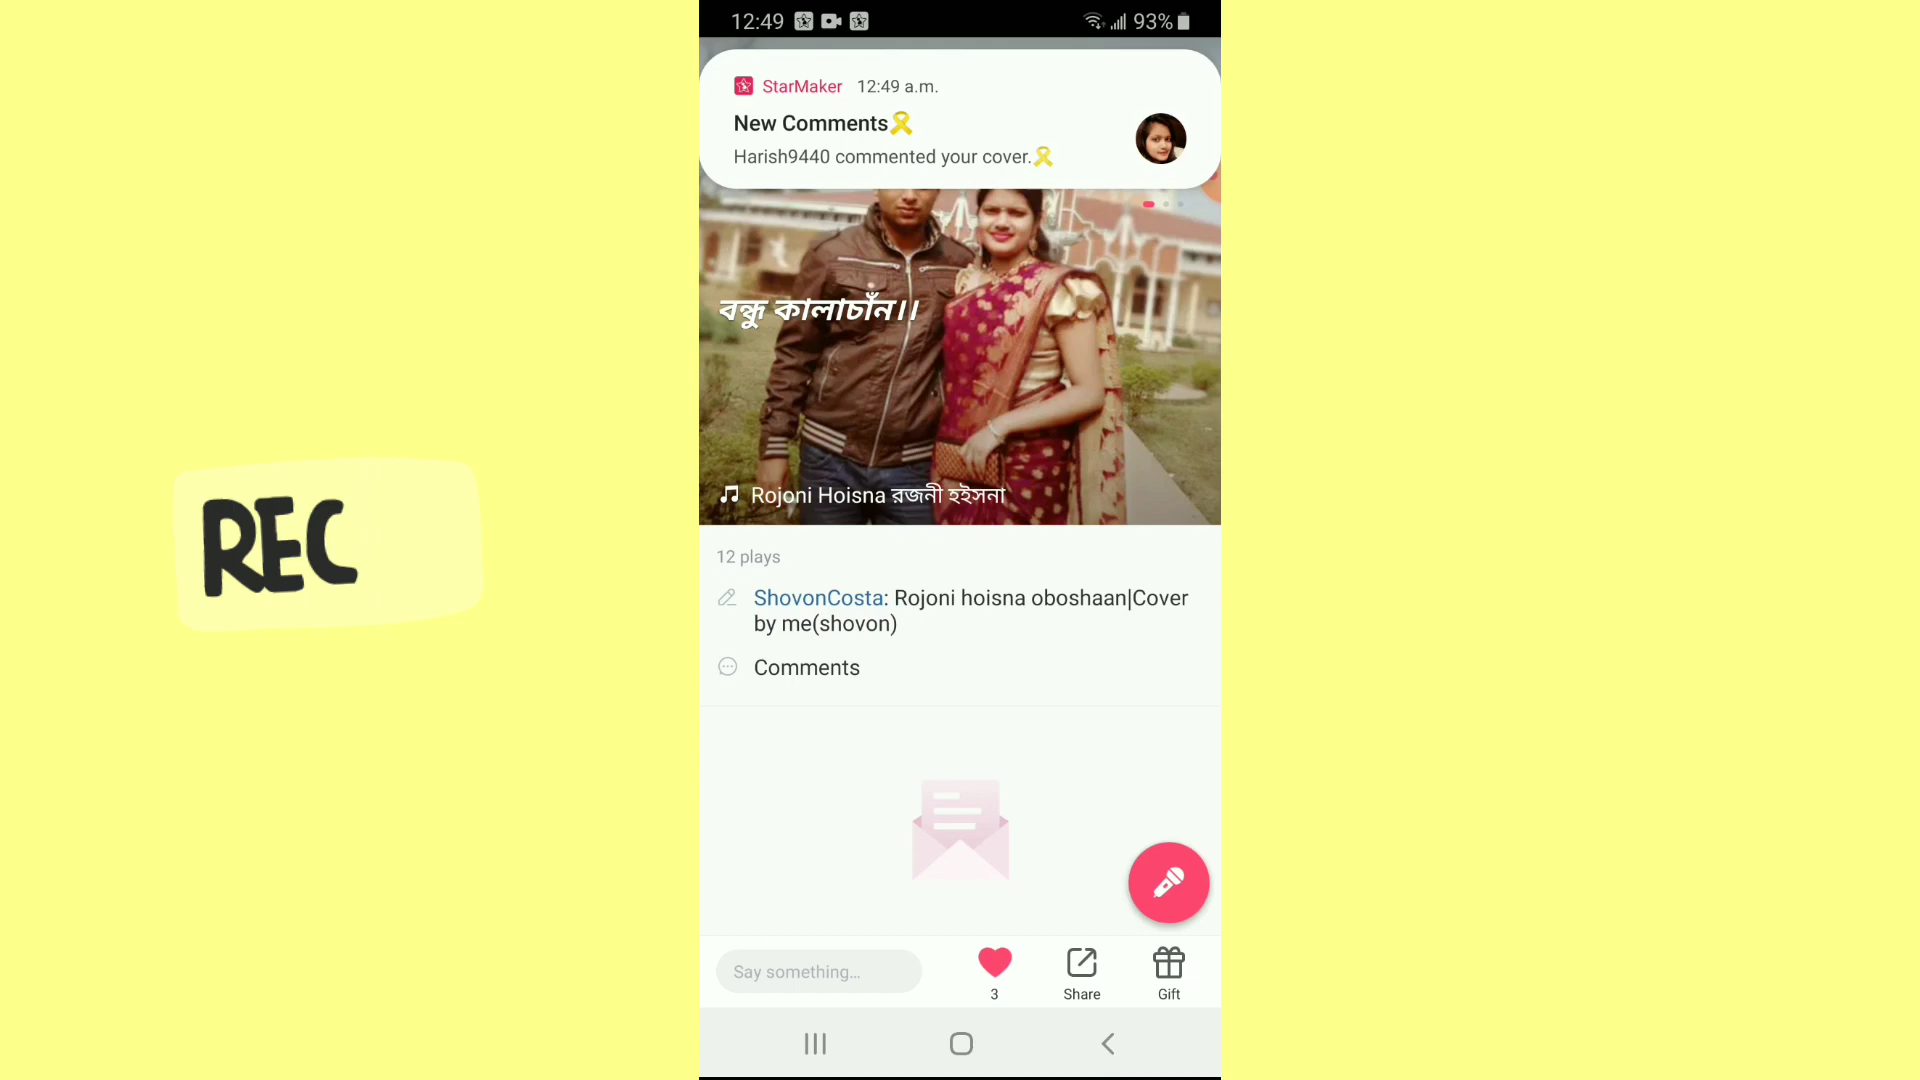 12:49
93%
StarMaker 12:49 a.m.
New Comments🎗
Harish9440 commented your cover.🎗
বন্ধু কালাচাঁন।।
Rojoni Hoisna রজনী হইসনা
REC
12 plays
ShovonCosta: Rojoni hoisna oboshaan|Cover
by me(shovon)
Comments
Say something...
3
Share
Gift